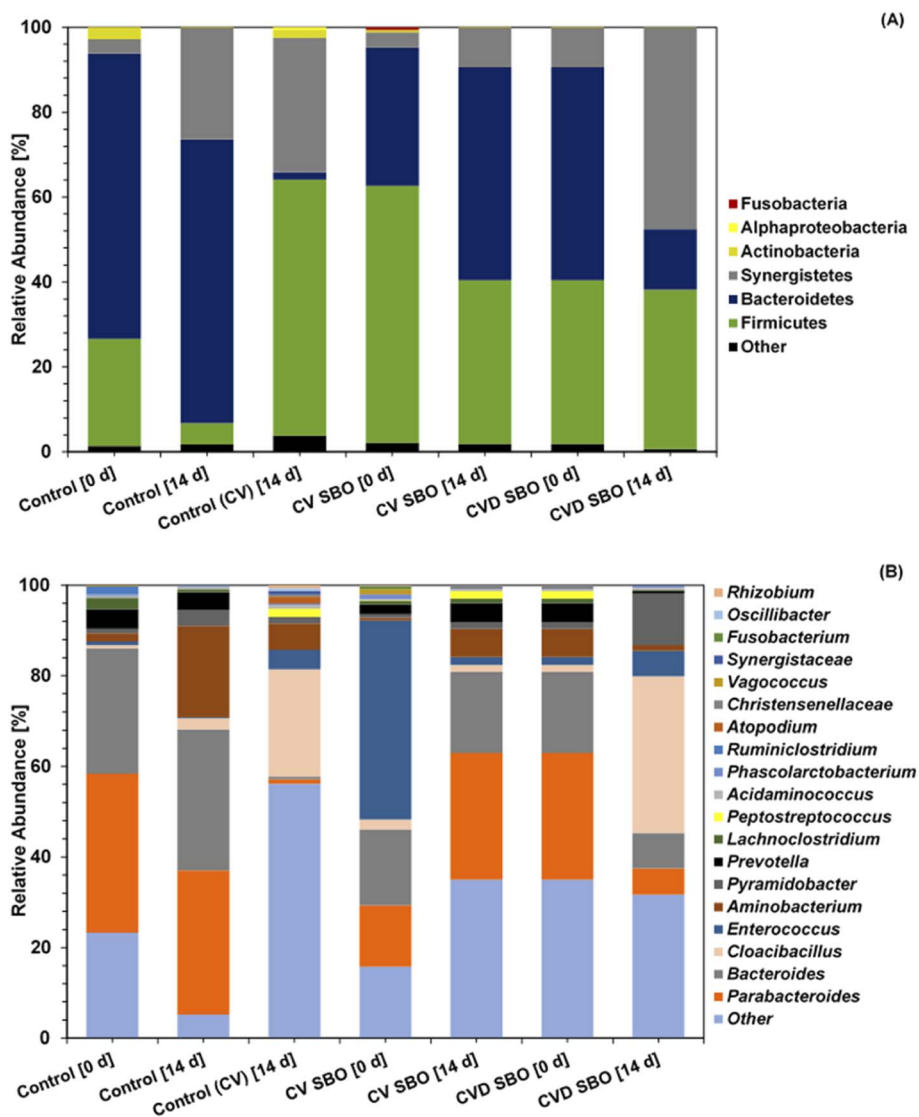 (A)
100
80
60
40
20
0
Relative Abundance [%]
Control [0 d]
Control [14 d]
Control (CV) [14 d]
CV SBO [0 d]
CV SBO [14 d]
CVD SBO [0 d]
CVD SBO [14 d]
Fusobacteria
Alphaproteobacteria
Actinobacteria
Synergistetes
Bacteroidetes
Firmicutes
Other
(B)
100
80
60
40
20
0
Relative Abundance [%]
Control [0 d]
Control [14 d]
Control (CV) [14 d]
CV SBO [0 d]
CV SBO [14 d]
CVD SBO [0 d]
CVD SBO [14 d]
Rhizobium
Oscillibacter
Fusobacterium
Synergistaceae
Vagococcus
Christensenellaceae
Atopodium
Ruminiclostridium
Phascolarctobacterium
Acidaminococcus
Peptostreptococcus
Lachnoclostridium
Prevotella
Pyramidobacter
Aminobacterium
Enterococcus
Cloacibacillus
Bacteroides
Parabacteroides
Other